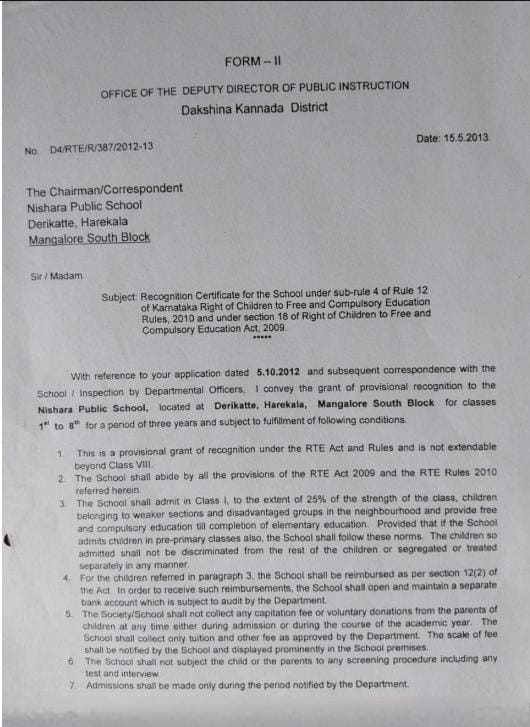 FORM – II
OFFICE OF THE DEPUTY DIRECTOR OF PUBLIC INSTRUCTION
Dakshina Kannada District
No. D4/RTE/R/387/2012-13
Date: 15.5.2013.
The Chairman/Correspondent
Nishara Public School
Derikatte, Harekala
Mangalore South Block
Sir / Madam
Subject: Recognition Certificate for the School under sub-rule 4 of Rule 12
of Karnataka Right of Children to Free and Compulsory Education
Rules, 2010 and under section 18 of Right of Children to Free and
Compulsory Education Act, 2009.
*****
With reference to your application dated 5.10.2012 and subsequent correspondence with the
School / Inspection by Departmental Officers, I convey the grant of provisional recognition to the
Nishara Public School, located at Derikatte, Harekala, Mangalore South Block for classes
1st to 8th for a period of three years and subject to fulfillment of following conditions.
1. This is a provisional grant of recognition under the RTE Act and Rules and is not extendable
beyond Class VIII.
2. The School shall abide by all the provisions of the RTE Act 2009 and the RTE Rules 2010
referred herein.
3. The School shall admit in Class I, to the extent of 25% of the strength of the class, children
belonging to weaker sections and disadvantaged groups in the neighbourhood and provide free
and compulsory education till completion of elementary education. Provided that if the School
admits children in pre-primary classes also, the School shall follow these norms. The children so
admitted shall not be discriminated from the rest of the children or segregated or treated
separately in any manner.
4. For the children referred in paragraph 3, the School shall be reimbursed as per section 12(2) of
the Act. In order to receive such reimbursements, the School shall open and maintain a separate
bank account which is subject to audit by the Department.
5. The Society/School shall not collect any capitation fee or voluntary donations from the parents of
children at any time either during admission or during the course of the academic year. The
School shall collect only tuition and other fee as approved by the Department. The scale of fee
shall be notified by the School and displayed prominently in the School premises.
6. The School shall not subject the child or the parents to any screening procedure including any
test and interview.
7. Admissions shall be made only during the period notified by the Department.